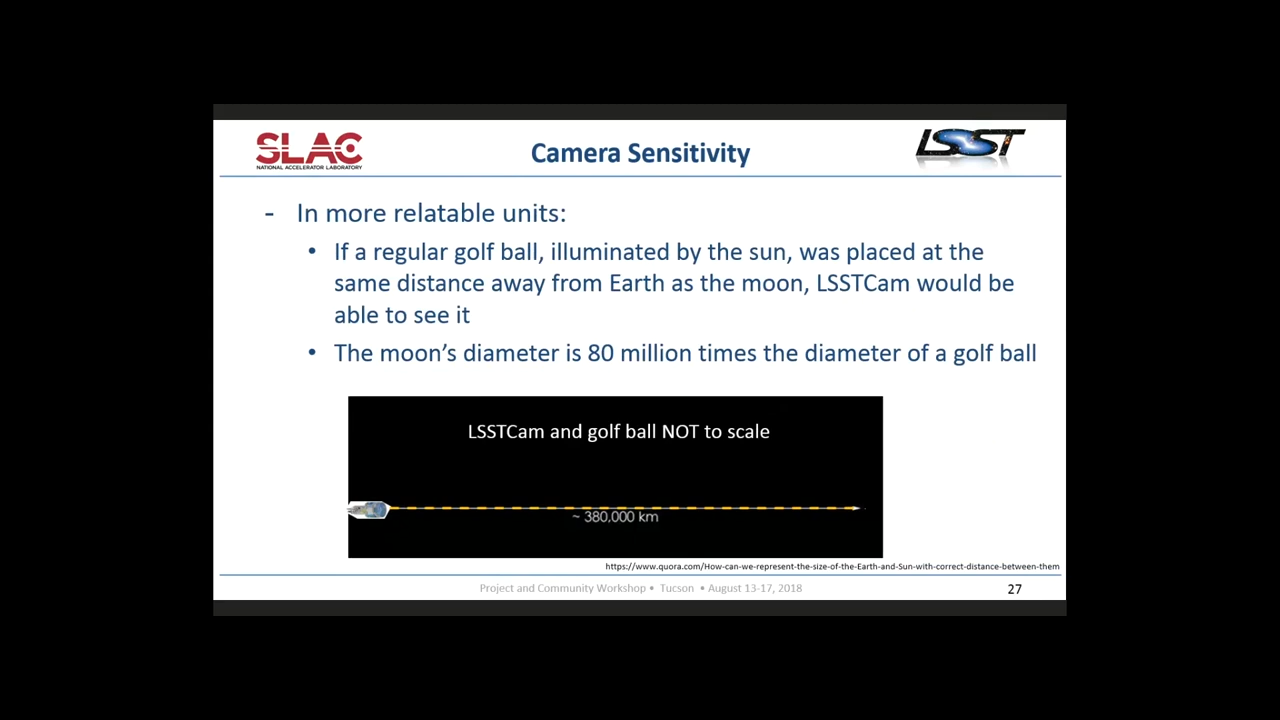 SLAC
NATIONAL ACCELERATOR LABORATORY
Camera Sensitivity
LSST
- In more relatable units:
• If a regular golf ball, illuminated by the sun, was placed at the
same distance away from Earth as the moon, LSSTCam would be
able to see it
• The moon’s diameter is 80 million times the diameter of a golf ball
LSSTCam and golf ball NOT to scale
~ 380,000 km
https://www.quora.com/How-can-we-represent-the-size-of-the-Earth-and-Sun-with-correct-distance-between-them
Project and Community Workshop • Tucson • August 13-17, 2018
27